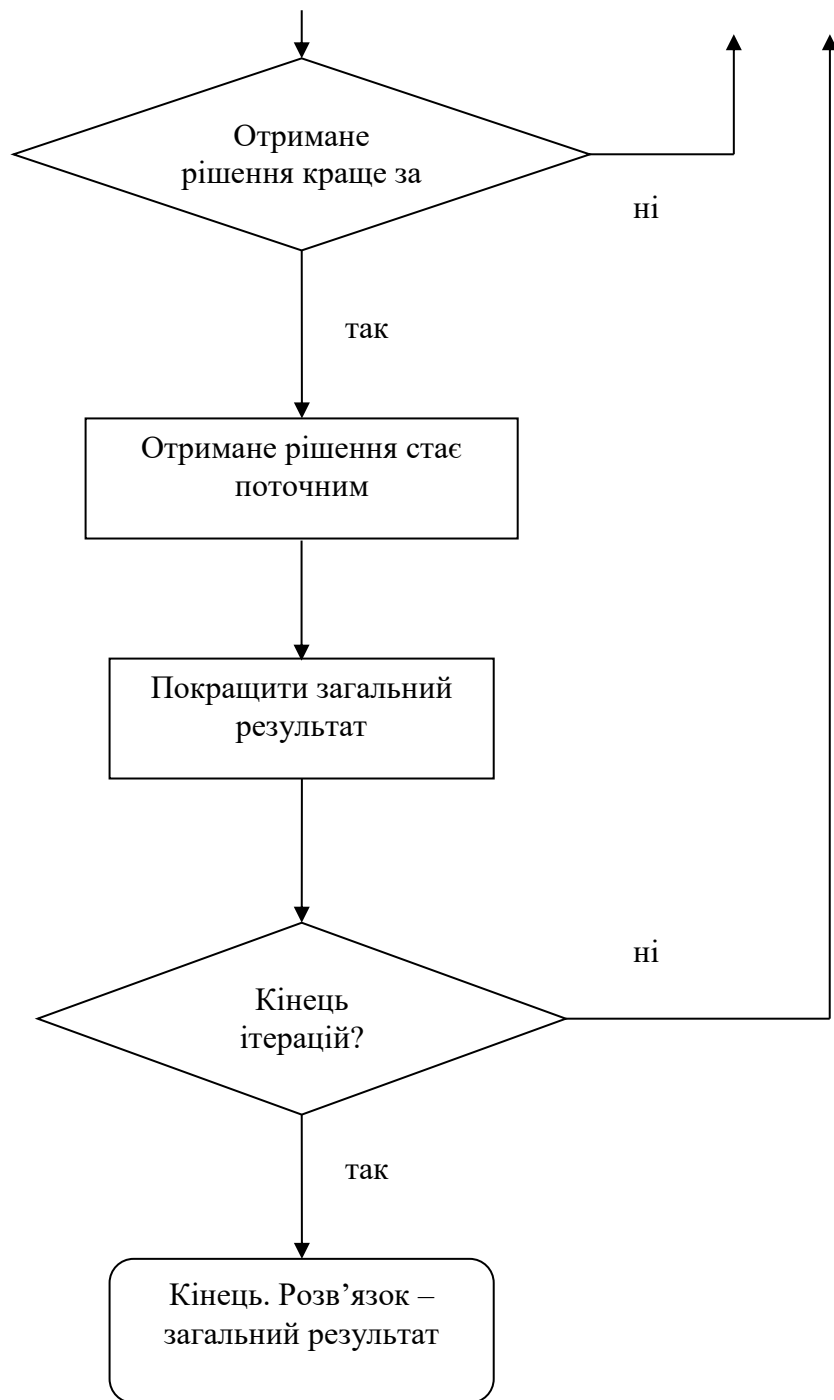 Отримане
рішення краще за
ні
так
Отримане рішення стає
поточним
Покращити загальний
результат
ні
Кінець
ітерацій?
так
Кінець. Розв’язок –
загальний результат